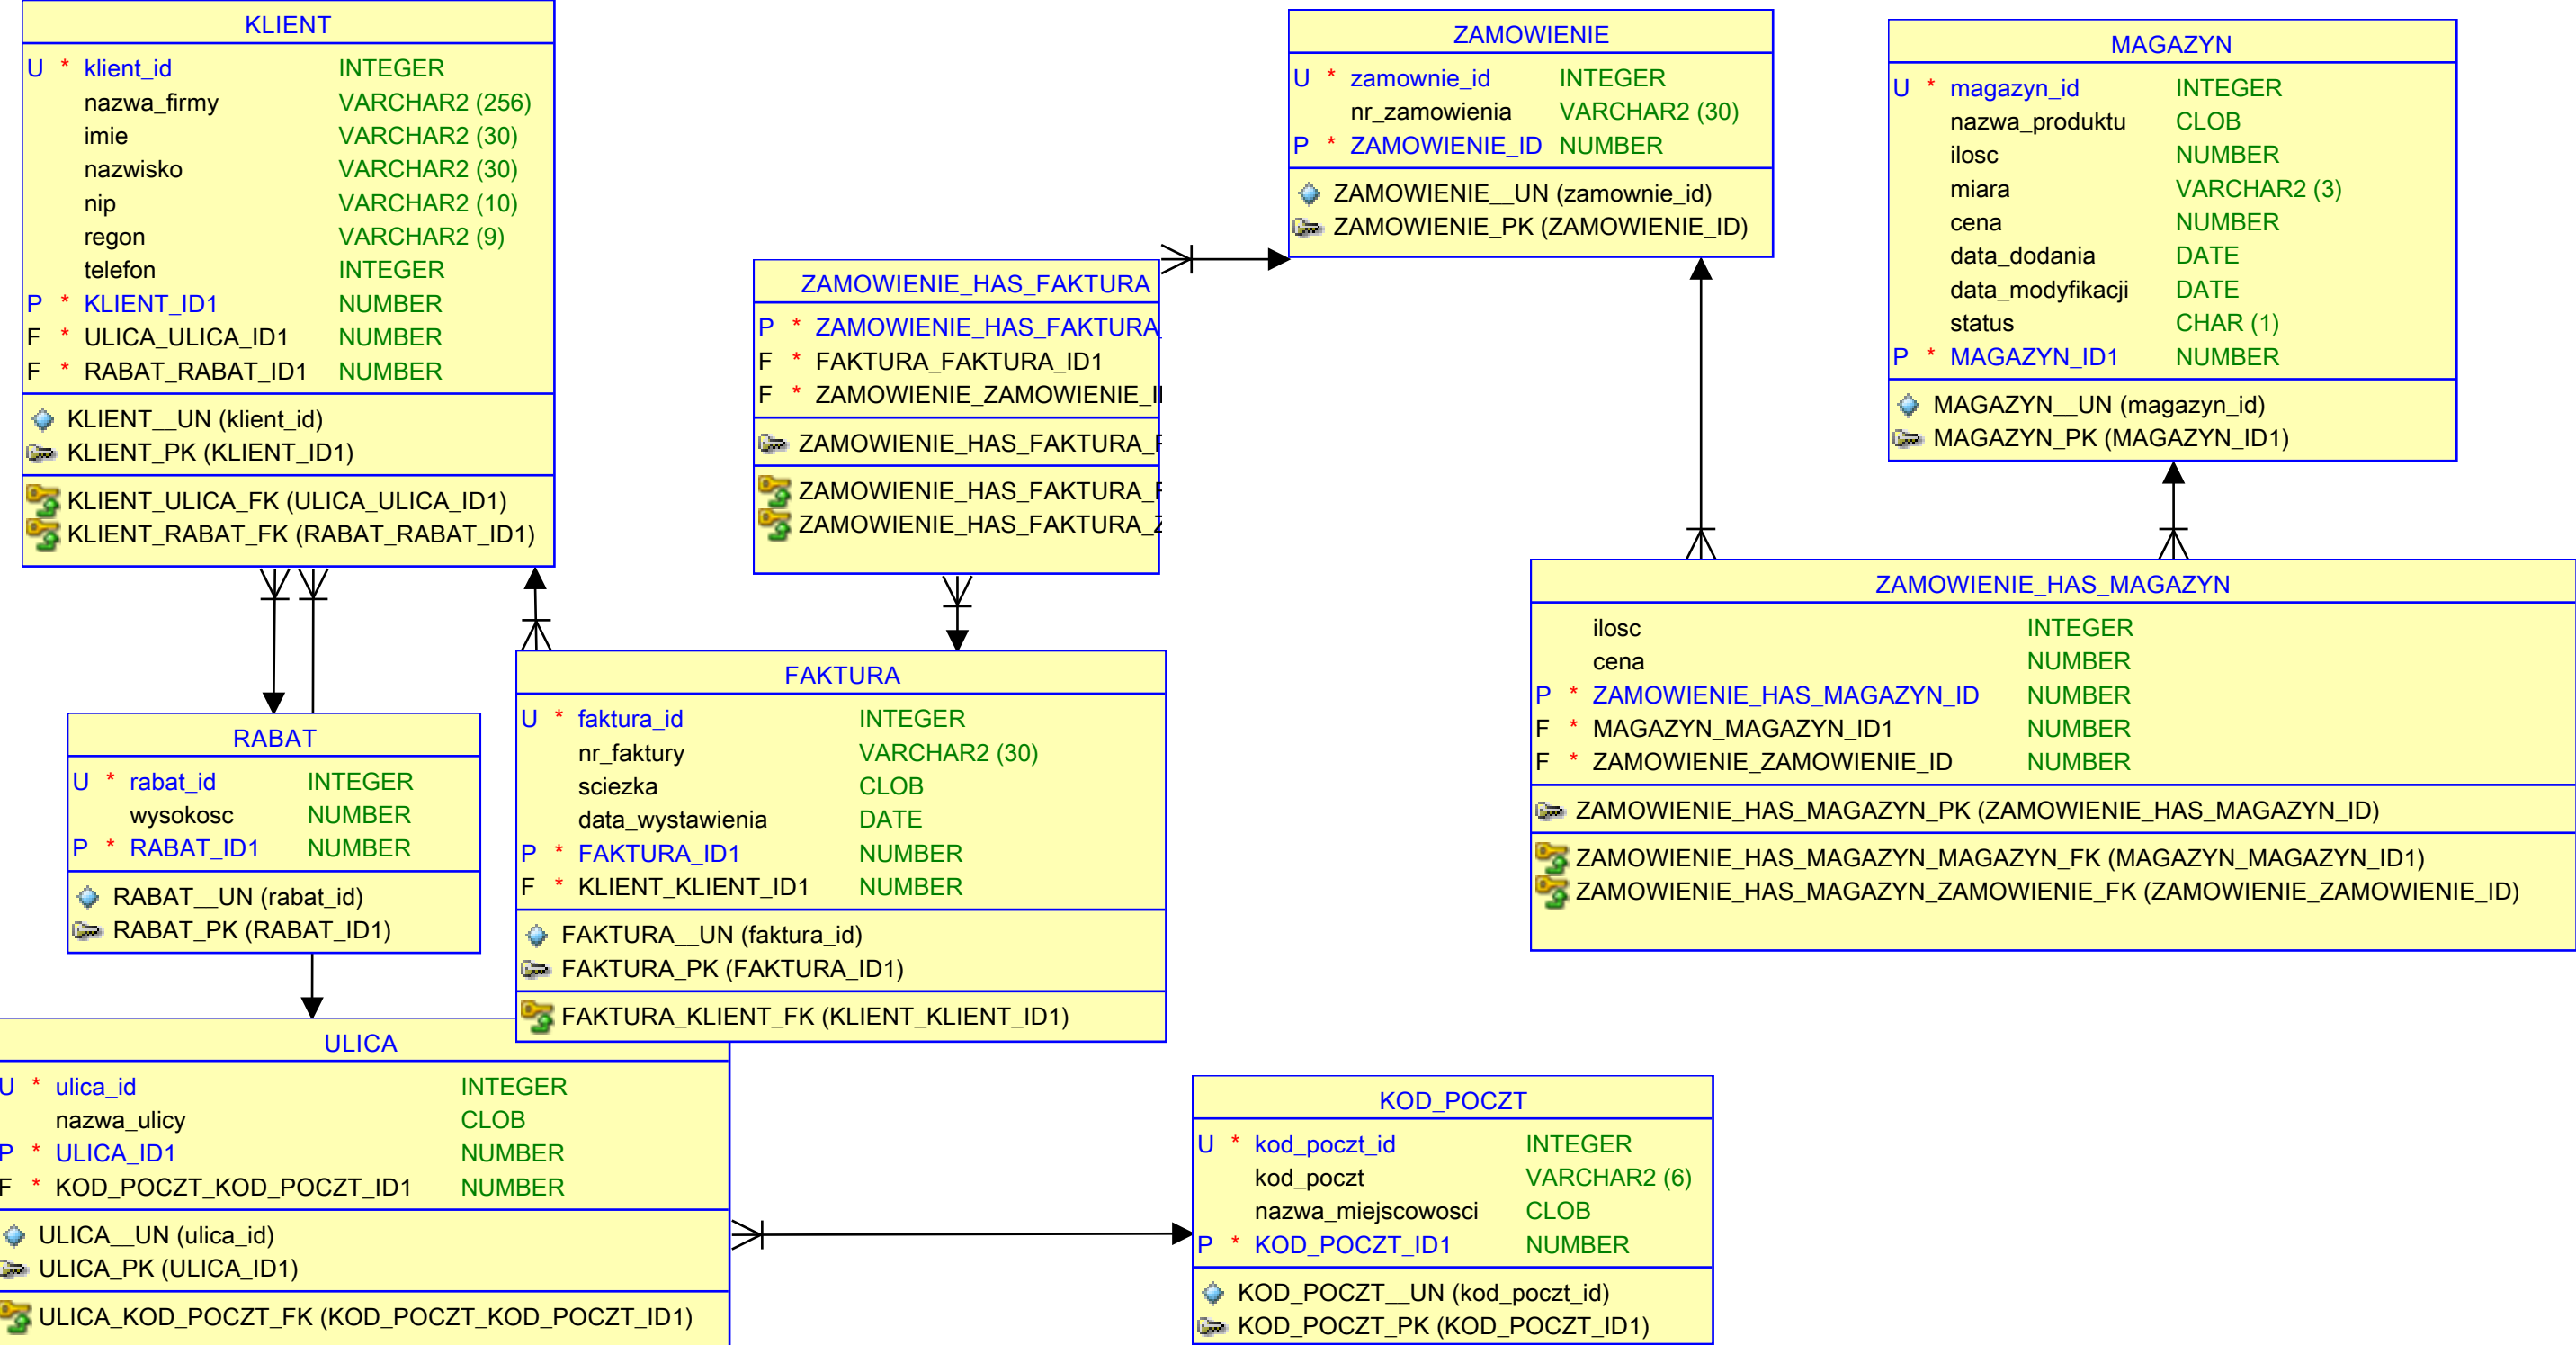 KLIENT
U * klient_id INTEGER
nazwa_firmy VARCHAR2 (256)
imie VARCHAR2 (30)
nazwisko VARCHAR2 (30)
nip VARCHAR2 (10)
regon VARCHAR2 (9)
telefon INTEGER
P * KLIENT_ID1 NUMBER
F * ULICA_ULICA_ID1 NUMBER
F * RABAT_RABAT_ID1 NUMBER
KLIENT__UN (klient_id)
KLIENT_PK (KLIENT_ID1)
KLIENT_ULICA_FK (ULICA_ULICA_ID1)
KLIENT_RABAT_FK (RABAT_RABAT_ID1)
ZAMOWIENIE_HAS_FAKTURA
P * ZAMOWIENIE_HAS_FAKTURA_
F * FAKTURA_FAKTURA_ID1
F * ZAMOWIENIE_ZAMOWIENIE_I
ZAMOWIENIE_HAS_FAKTURA_P
ZAMOWIENIE_HAS_FAKTURA_F
ZAMOWIENIE_HAS_FAKTURA_Z
ZAMOWIENIE
U * zamownie_id INTEGER
nr_zamowienia VARCHAR2 (30)
P * ZAMOWIENIE_ID NUMBER
ZAMOWIENIE__UN (zamownie_id)
ZAMOWIENIE_PK (ZAMOWIENIE_ID)
MAGAZYN
U * magazyn_id INTEGER
nazwa_produktu CLOB
ilosc NUMBER
miara VARCHAR2 (3)
cena NUMBER
data_dodania DATE
data_modyfikacji DATE
status CHAR (1)
P * MAGAZYN_ID1 NUMBER
MAGAZYN__UN (magazyn_id)
MAGAZYN_PK (MAGAZYN_ID1)
ZAMOWIENIE_HAS_MAGAZYN
ilosc INTEGER
cena NUMBER
P * ZAMOWIENIE_HAS_MAGAZYN_ID NUMBER
F * MAGAZYN_MAGAZYN_ID1 NUMBER
F * ZAMOWIENIE_ZAMOWIENIE_ID NUMBER
ZAMOWIENIE_HAS_MAGAZYN_PK (ZAMOWIENIE_HAS_MAGAZYN_ID)
ZAMOWIENIE_HAS_MAGAZYN_MAGAZYN_FK (MAGAZYN_MAGAZYN_ID1)
ZAMOWIENIE_HAS_MAGAZYN_ZAMOWIENIE_FK (ZAMOWIENIE_ZAMOWIENIE_ID)
RABAT
U * rabat_id INTEGER
wysokosc NUMBER
P * RABAT_ID1 NUMBER
RABAT__UN (rabat_id)
RABAT_PK (RABAT_ID1)
FAKTURA
U * faktura_id INTEGER
nr_faktury VARCHAR2 (30)
sciezka CLOB
data_wystawienia DATE
P * FAKTURA_ID1 NUMBER
F * KLIENT_KLIENT_ID1 NUMBER
FAKTURA__UN (faktura_id)
FAKTURA_PK (FAKTURA_ID1)
FAKTURA_KLIENT_FK (KLIENT_KLIENT_ID1)
ULICA
U * ulica_id INTEGER
nazwa_ulicy CLOB
P * ULICA_ID1 NUMBER
F * KOD_POCZT_KOD_POCZT_ID1 NUMBER
ULICA__UN (ulica_id)
ULICA_PK (ULICA_ID1)
ULICA_KOD_POCZT_FK (KOD_POCZT_KOD_POCZT_ID1)
KOD_POCZT
U * kod_poczt_id INTEGER
kod_poczt VARCHAR2 (6)
nazwa_miejscowosci CLOB
P * KOD_POCZT_ID1 NUMBER
KOD_POCZT__UN (kod_poczt_id)
KOD_POCZT_PK (KOD_POCZT_ID1)